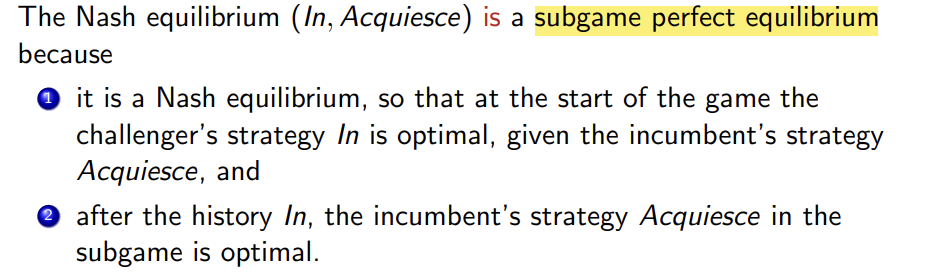 The Nash equilibrium (In, Acquiesce) is a subgame perfect equilibrium
because
1 it is a Nash equilibrium, so that at the start of the game the
challenger's strategy In is optimal, given the incumbent's strategy
Acquiesce, and
2 after the history In, the incumbent's strategy Acquiesce in the
subgame is optimal.